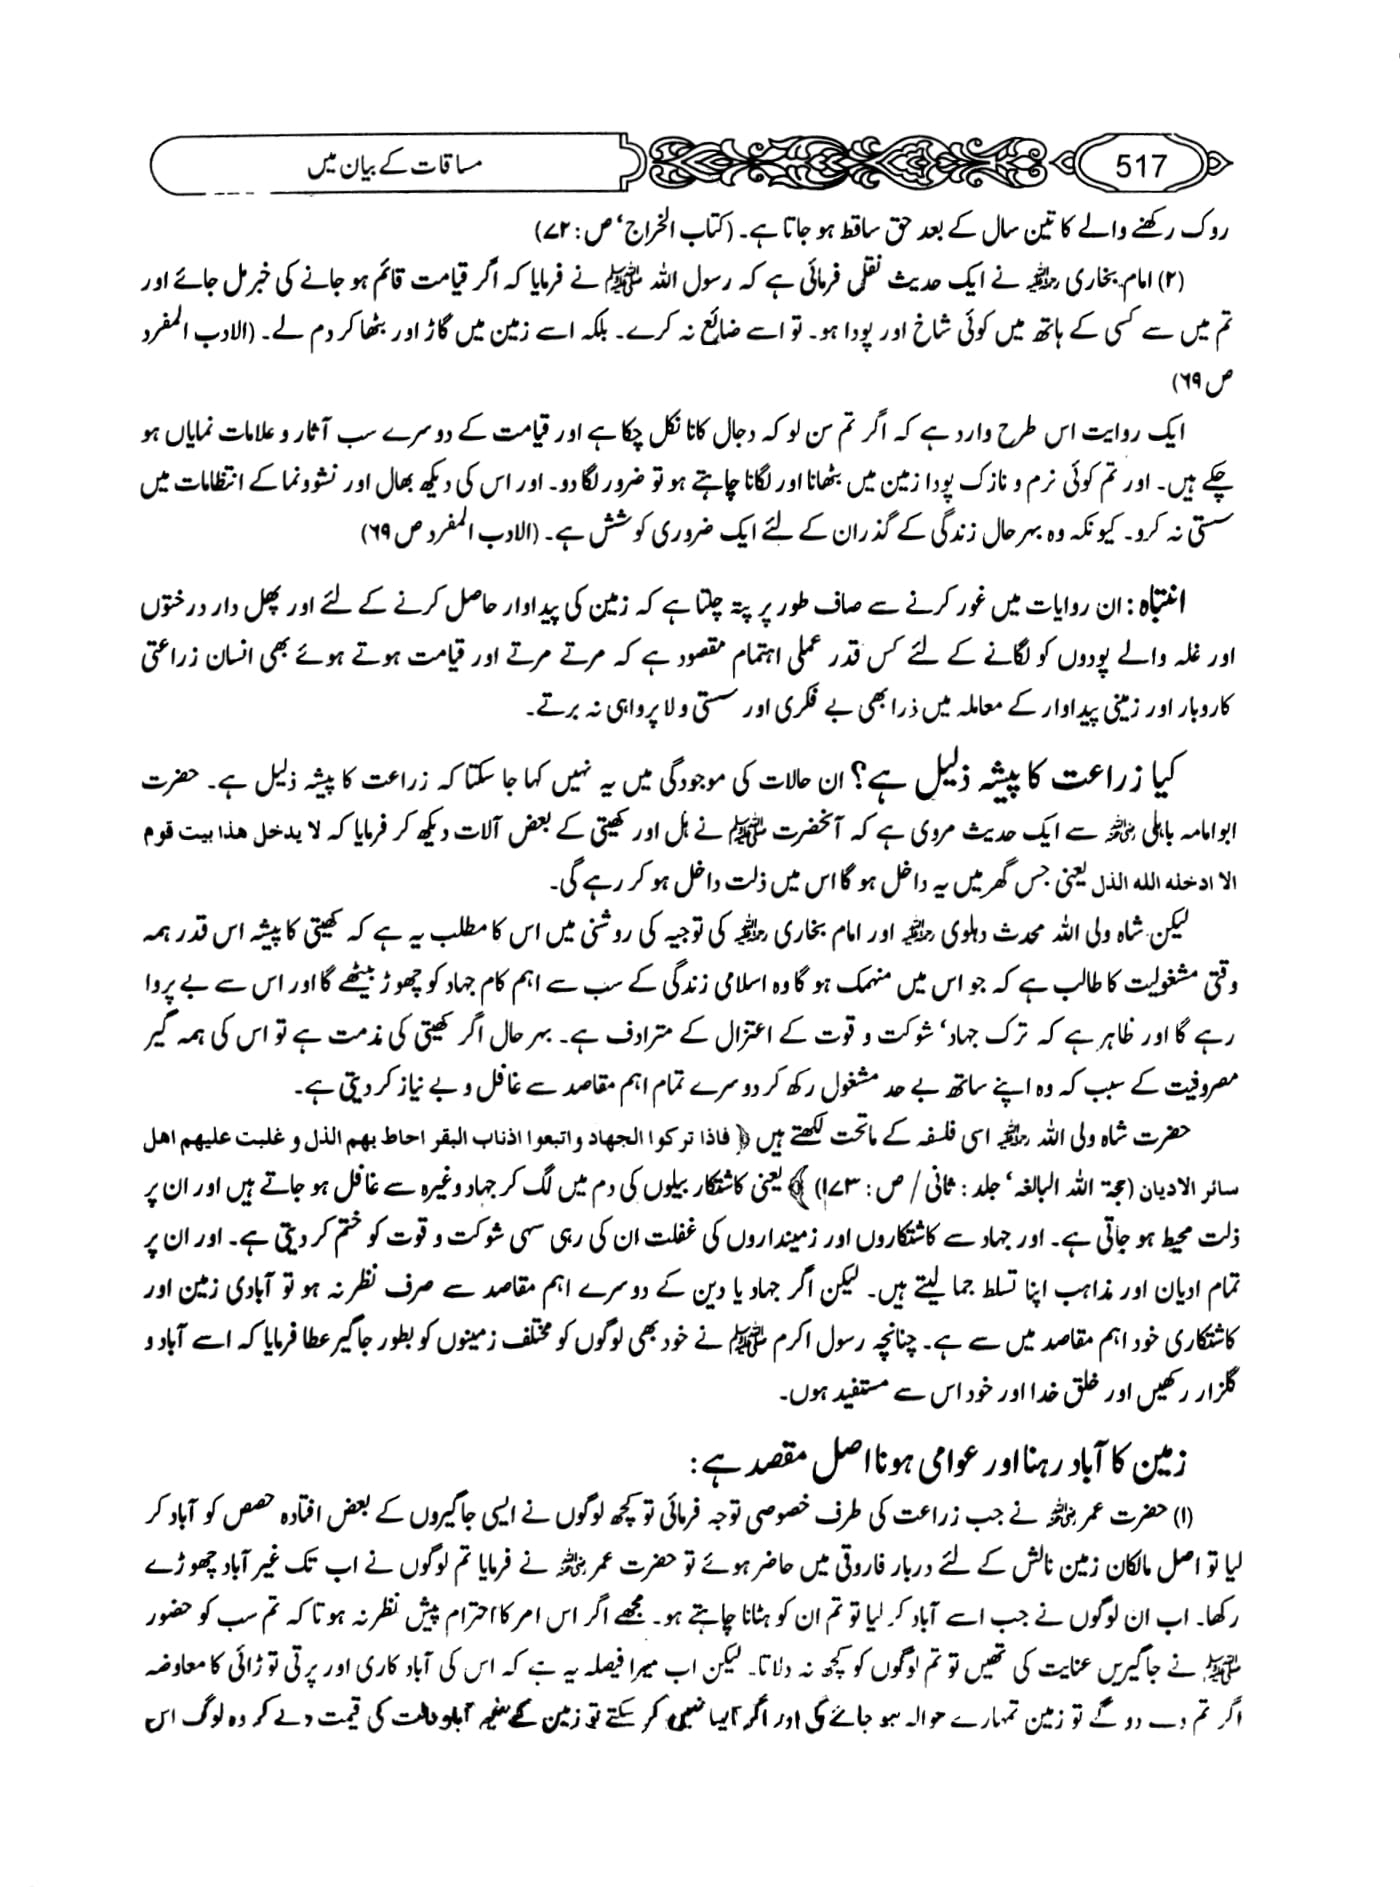 517
مساقات کے بیان میں
روک رکھنے والے کا تین سال کے بعد حق ساقط ہو جاتا ہے۔ (کتاب الخراج' ص : ۷۲)
(۲) امام بخاری رحمۃ اللہ علیہ نے ایک حدیث نقل فرمائی ہے کہ رسول اللہ ﷺ نے فرمایا کہ اگر قیامت قائم ہو جانے کی خبر مل جائے اور
تم میں سے کسی کے ہاتھ میں کوئی شاخ اور پودا ہو۔ تو اسے ضائع نہ کرے۔ بلکہ اسے زمین میں گاڑ اور بٹھا کر دم لے۔ (الادب المفرد
ص ۶۹)
ایک روایت اس طرح وارد ہے کہ اگر تم سن لو کہ دجال کانا نکل چکا ہے اور قیامت کے دوسرے سب آثار و علامات نمایاں ہو
چکے ہیں۔ اور تم کوئی نرم و نازک پودا زمین میں بٹھانا اور لگانا چاہتے ہو تو ضرور لگا دو۔ اور اس کی دیکھ بھال اور نشوونما کے انتظامات میں
سستی نہ کرو۔ کیونکہ وہ بہر حال زندگی کے گذران کے لئے ایک ضروری کوشش ہے۔ (الادب المفرد ص ۶۹)
انتباہ : ان روایات میں غور کرنے سے صاف طور پر پتہ چلتا ہے کہ زمین کی پیداوار حاصل کرنے کے لئے اور پھل دار درختوں
اور غلہ والے پودوں کو لگانے کے لئے کس قدر عملی اہتمام مقصود ہے کہ مرتے مرتے اور قیامت ہوتے ہوئے بھی انسان زراعتی
کاروبار اور زمینی پیداوار کے معاملہ میں ذرا بھی بے فکری اور سستی و لاپرواہی نہ برتے۔
کیا زراعت کا پیشہ ذلیل ہے؟ ان حالات کی موجودگی میں یہ نہیں کہا جا سکتا کہ زراعت کا پیشہ ذلیل ہے۔ حضرت
ابو امامہ باہلی رضی اللہ عنہ سے ایک حدیث مروی ہے کہ آنحضرت ﷺ نے ہل اور کھیتی کے بعض آلات دیکھ کر فرمایا کہ لا یدخل ھذا بیت قوم
الا ادخلہ اللہ الذل یعنی جس گھر میں یہ داخل ہو گا اس میں ذلت داخل ہو کر رہے گی۔
لیکن شاہ ولی اللہ محدث دہلوی رحمۃ اللہ علیہ اور امام بخاری رحمۃ اللہ علیہ کی توجیہ کی روشنی میں اس کا مطلب یہ ہے کہ کھیتی کا پیشہ اس قدر ہمہ
وقتی مشغولیت کا طالب ہے کہ جو اس میں منہمک ہو گا وہ اسلامی زندگی کے سب سے اہم کام جہاد کو چھوڑ بیٹھے گا اور اس سے بے پروا
رہے گا اور ظاہر ہے کہ ترک جہاد' شوکت و قوت کے اعتزال کے مترادف ہے۔ بہر حال اگر کھیتی کی مذمت ہے تو اس کی ہمہ گیر
مصروفیت کے سبب کہ وہ اپنے ساتھ بے حد مشغول رکھ کر دوسرے تمام اہم مقاصد سے غافل و بے نیاز کر دیتی ہے۔
حضرت شاہ ولی اللہ رحمۃ اللہ علیہ اسی فلسفہ کے ماتحت لکھتے ہیں ﴿ فاذا ترکوا الجھاد واتبعوا اذناب البقر احاط بھم الذل و غلبت علیھم اھل
سائر الادیان (حجۃ اللہ البالغہ' جلد : ثانی / ص : ۱۷۳) ﴾ یعنی کاشتکار بیلوں کی دم میں لگ کر جہاد وغیرہ سے غافل ہو جاتے ہیں اور ان پر
ذلت محیط ہو جاتی ہے۔ اور جہاد سے کاشتکاروں اور زمینداروں کی غفلت ان کی رہی سہی شوکت و قوت کو ختم کر دیتی ہے۔ اور ان پر
تمام ادیان اور مذاہب اپنا تسلط جما لیتے ہیں۔ لیکن اگر جہاد یا دین کے دوسرے اہم مقاصد سے صرف نظر نہ ہو تو آبادی زمین اور
کاشتکاری خود اہم مقاصد میں سے ہے۔ چنانچہ رسول اکرم ﷺ نے خود بھی لوگوں کو مختلف زمینوں کو بطور جاگیر عطا فرمایا کہ اسے آباد و
گلزار رکھیں اور خلق خدا اور خود اس سے مستفید ہوں۔
زمین کا آباد رہنا اور عوامی ہونا اصل مقصد ہے :
(۱) حضرت عمر رضی اللہ عنہ نے جب زراعت کی طرف خصوصی توجہ فرمائی تو کچھ لوگوں نے ایسی جاگیروں کے بعض افتادہ حصص کو آباد کر
لیا تو اصل مالکان زمین نالش کے لئے دربار فاروقی میں حاضر ہوئے تو حضرت عمر رضی اللہ عنہ نے فرمایا تم لوگوں نے اب تک غیر آباد چھوڑے
رکھا۔ اب ان لوگوں نے جب اسے آباد کر لیا تو تم ان کو ہٹانا چاہتے ہو۔ مجھے اگر اس امر کا احترام پیش نظر نہ ہوتا کہ تم سب کو حضور
ﷺ نے جاگیریں عنایت کی تھیں تو تم لوگوں کو کچھ نہ دلاتا۔ لیکن اب میرا فیصلہ یہ ہے کہ اس کی آباد کاری اور پرتی توڑائی کا معاوضہ
اگر تم دے دو گے تو زمین تمہارے حوالہ ہو جائے گی اور اگر ایسا نہیں کر سکتے تو زمین کے غیر آباد حالت کی قیمت دے کر وہ لوگ اس